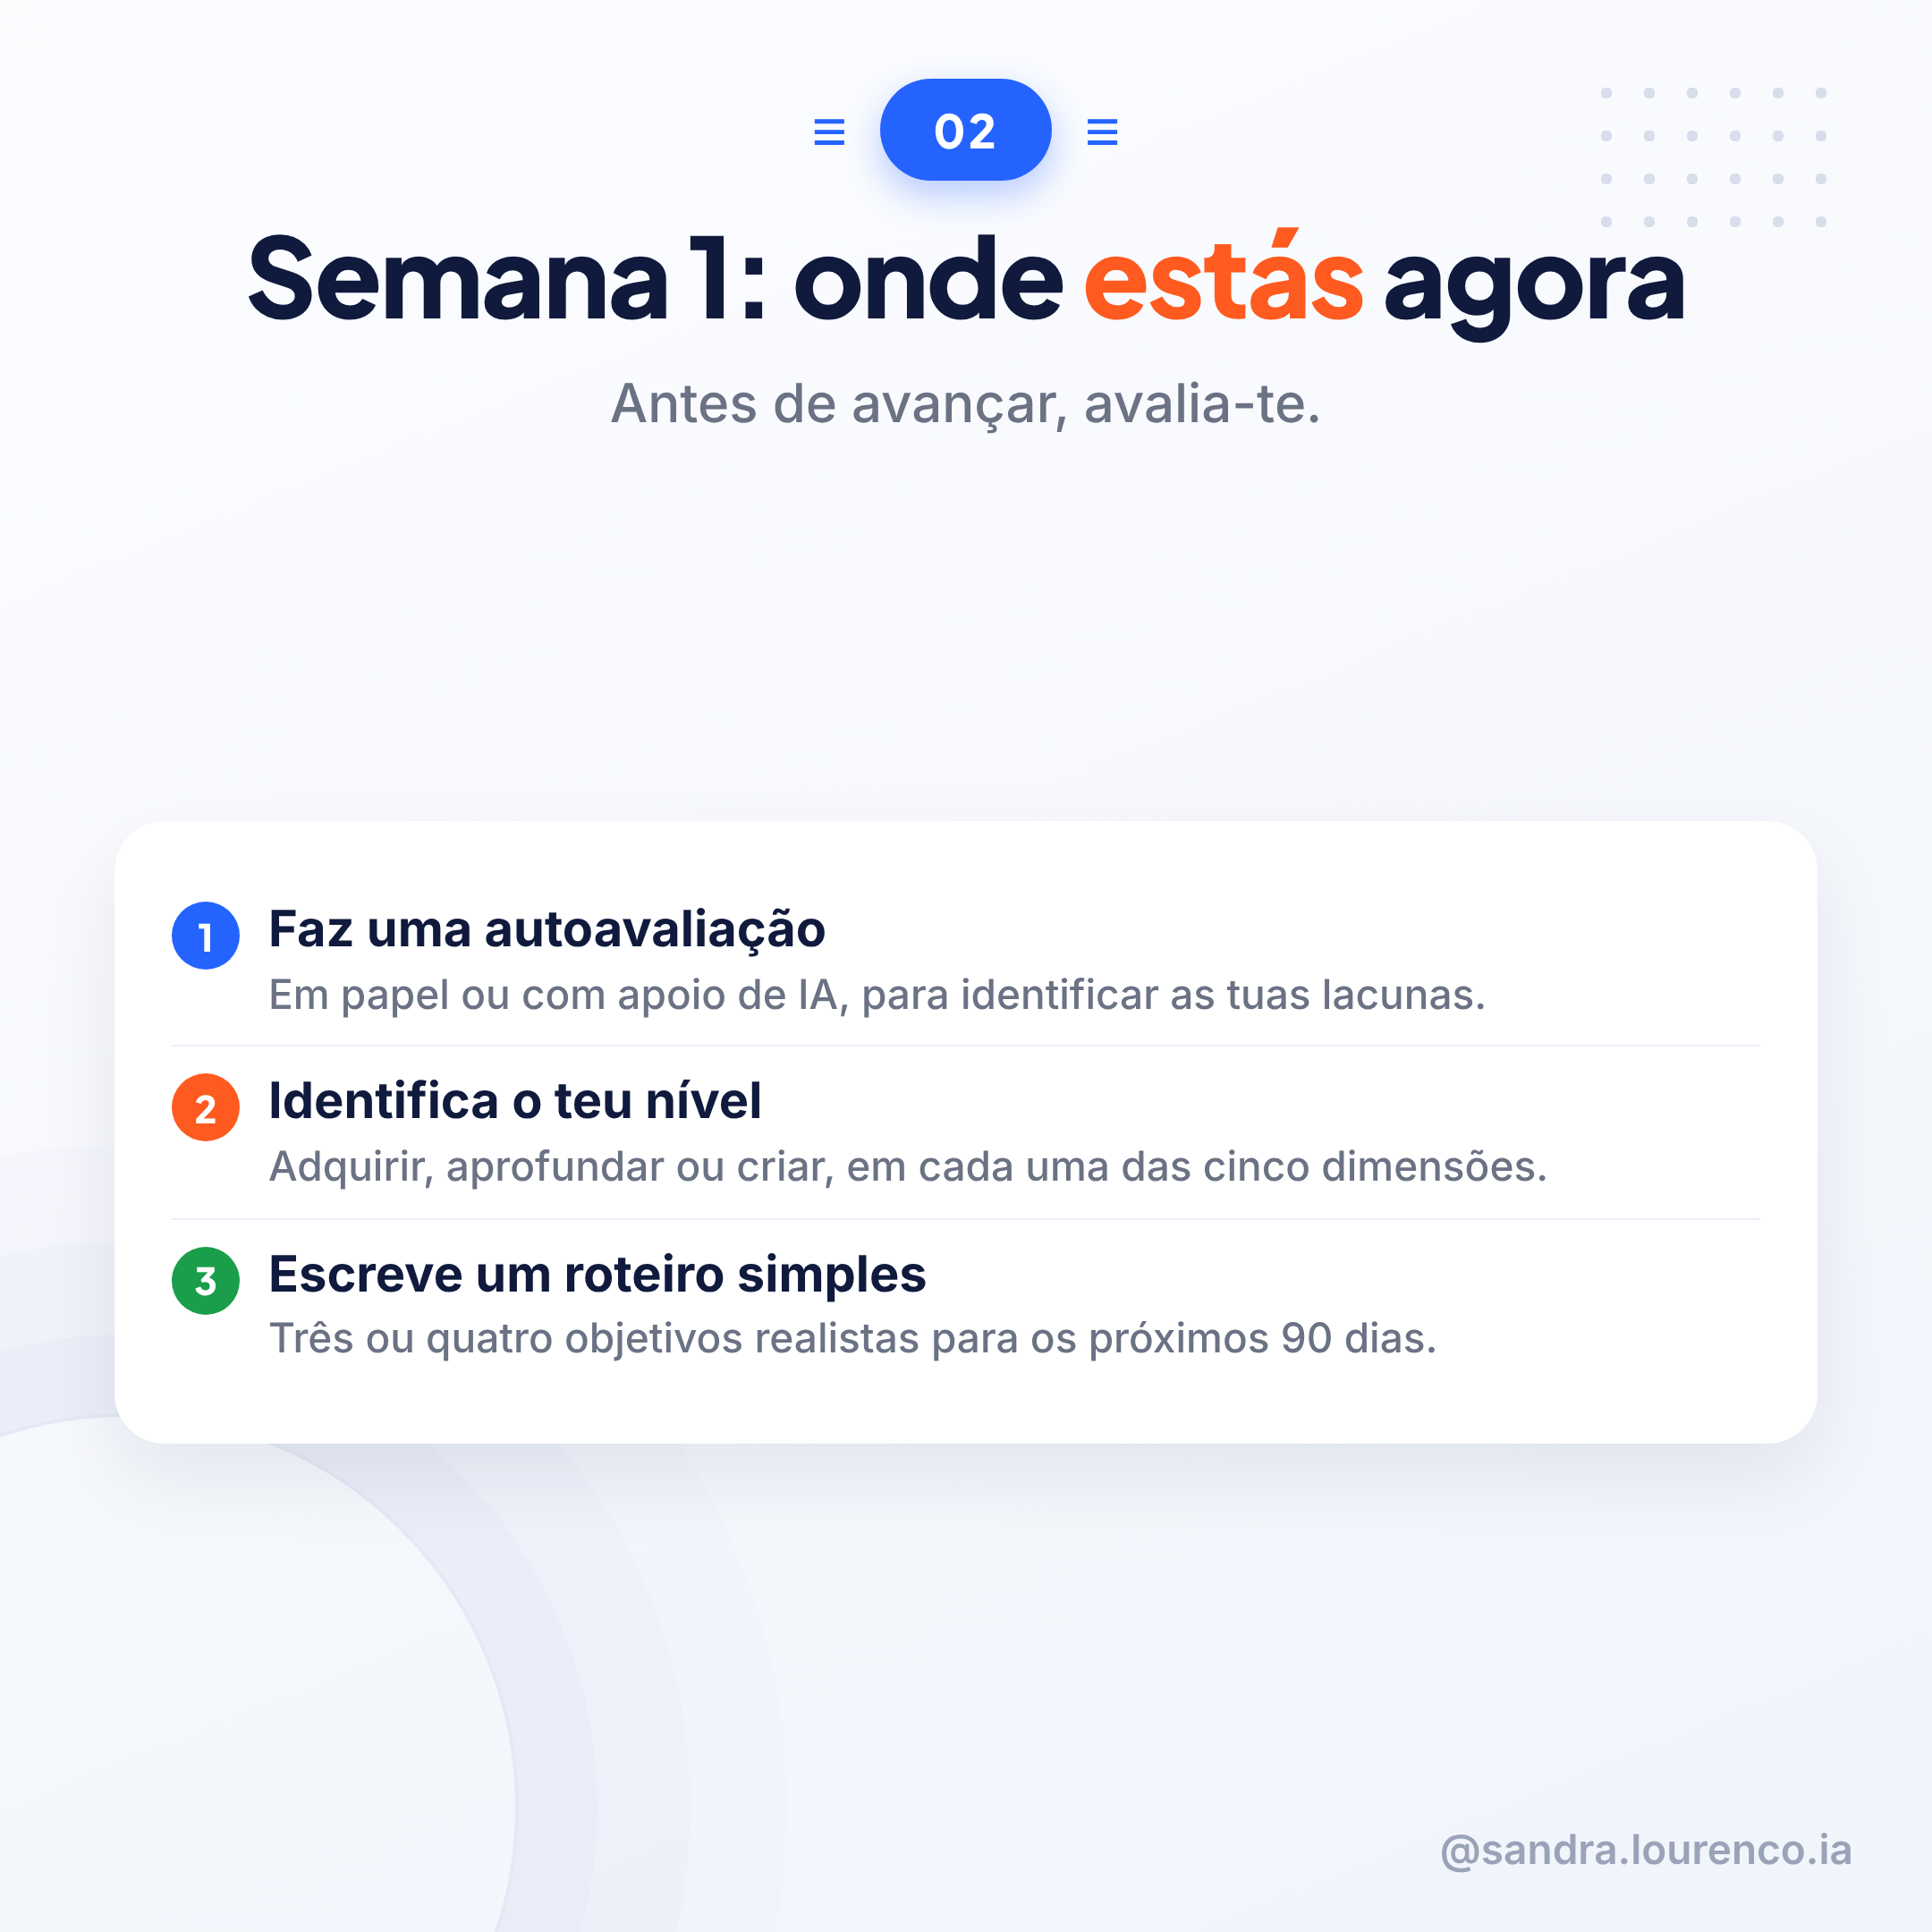 02
Semana 1: onde estás agora
Antes de avançar, avalia-te.
1 Faz uma autoavaliação
Em papel ou com apoio de IA, para identificar as tuas lacunas.
2 Identifica o teu nível
Adquirir, aprofundar ou criar, em cada uma das cinco dimensões.
3 Escreve um roteiro simples
Três ou quatro objetivos realistas para os próximos 90 dias.
@sandra.lourenco.ia